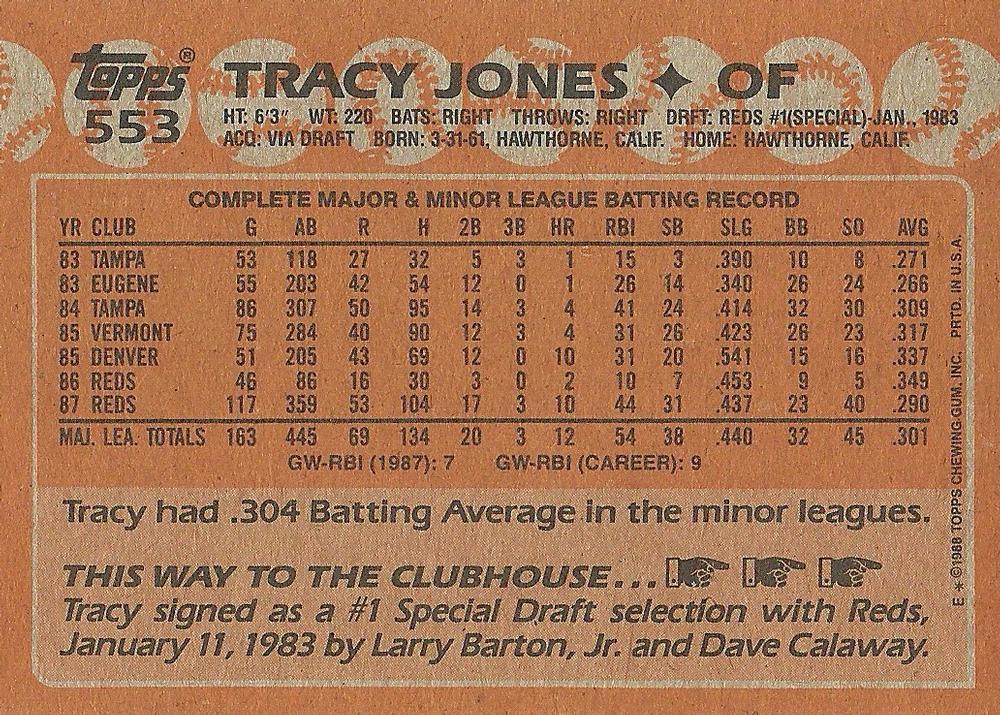 Topps®
553
TRACY JONES ✦ OF
HT: 6'3" WT: 220 BATS: RIGHT THROWS: RIGHT DRFT: REDS #1(SPECIAL)-JAN., 1983
ACQ: VIA DRAFT BORN: 3-31-61, HAWTHORNE, CALIF. HOME: HAWTHORNE, CALIF.
COMPLETE MAJOR & MINOR LEAGUE BATTING RECORD
YR CLUB G AB R H 2B 3B HR RBI SB SLG BB SO AVG
83 TAMPA 53 118 27 32 5 3 1 15 3 .390 10 8 .271
83 EUGENE 55 203 42 54 12 0 1 26 14 .340 26 24 .266
84 TAMPA 86 307 50 95 14 3 4 41 24 .414 32 30 .309
85 VERMONT 75 284 40 90 12 3 4 31 26 .423 26 23 .317
85 DENVER 51 205 43 69 12 0 10 31 20 .541 15 16 .337
86 REDS 46 86 16 30 3 0 2 10 7 .453 9 5 .349
87 REDS 117 359 53 104 17 3 10 44 31 .437 23 40 .290
MAJ. LEA. TOTALS 163 445 69 134 20 3 12 54 38 .440 32 45 .301
GW-RBI (1987): 7 GW-RBI (CAREER): 9
Tracy had .304 Batting Average in the minor leagues.
THIS WAY TO THE CLUBHOUSE...
Tracy signed as a #1 Special Draft selection with Reds,
January 11, 1983 by Larry Barton, Jr. and Dave Calaway.
E * ©1988 TOPPS CHEWING GUM, INC. PRTD. IN U.S.A.